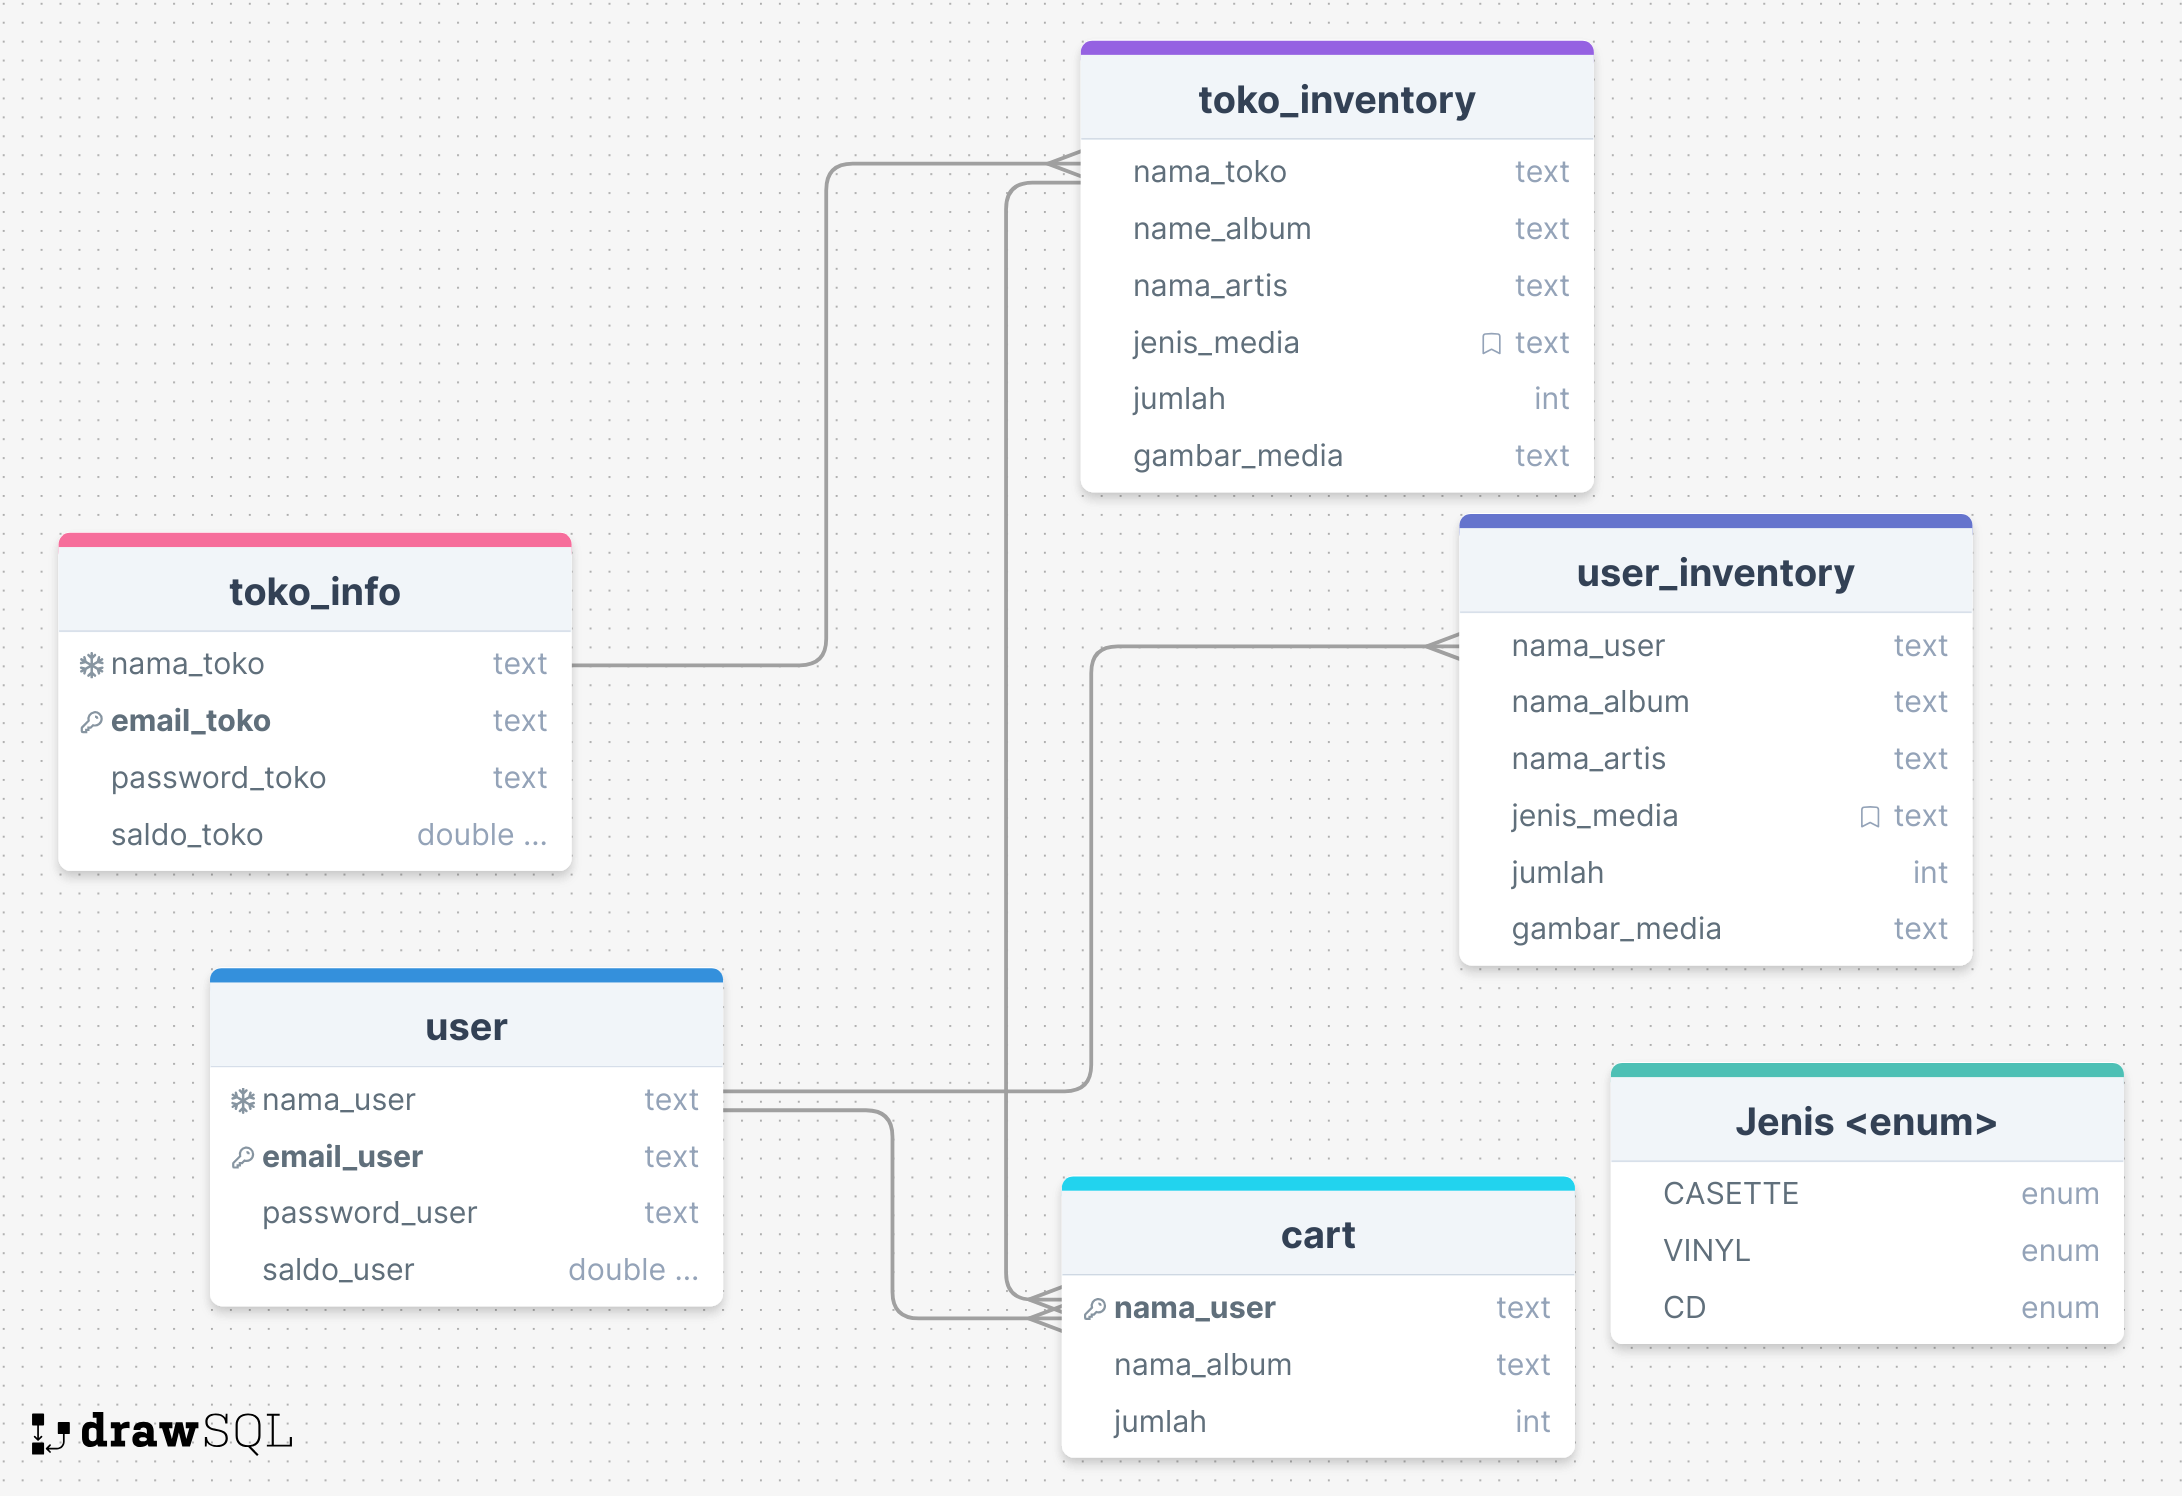 toko_inventory
nama_toko text
name_album text
nama_artis text
jenis_media text
jumlah int
gambar_media text
toko_info
nama_toko text
email_toko text
password_toko text
saldo_toko double ...
user_inventory
nama_user text
nama_album text
nama_artis text
jenis_media text
jumlah int
gambar_media text
user
nama_user text
email_user text
password_user text
saldo_user double ...
Jenis <enum>
CASETTE enum
VINYL enum
CD enum
cart
nama_user text
nama_album text
jumlah int
drawSQL